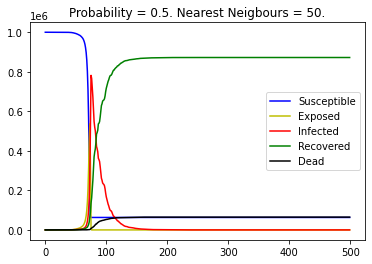 Probability = 0.5. Nearest Neigbours = 50.
1e6
1.0
0.8
0.6
0.4
0.2
0.0
Susceptible
Exposed
Infected
Recovered
Dead
0 100 200 300 400 500